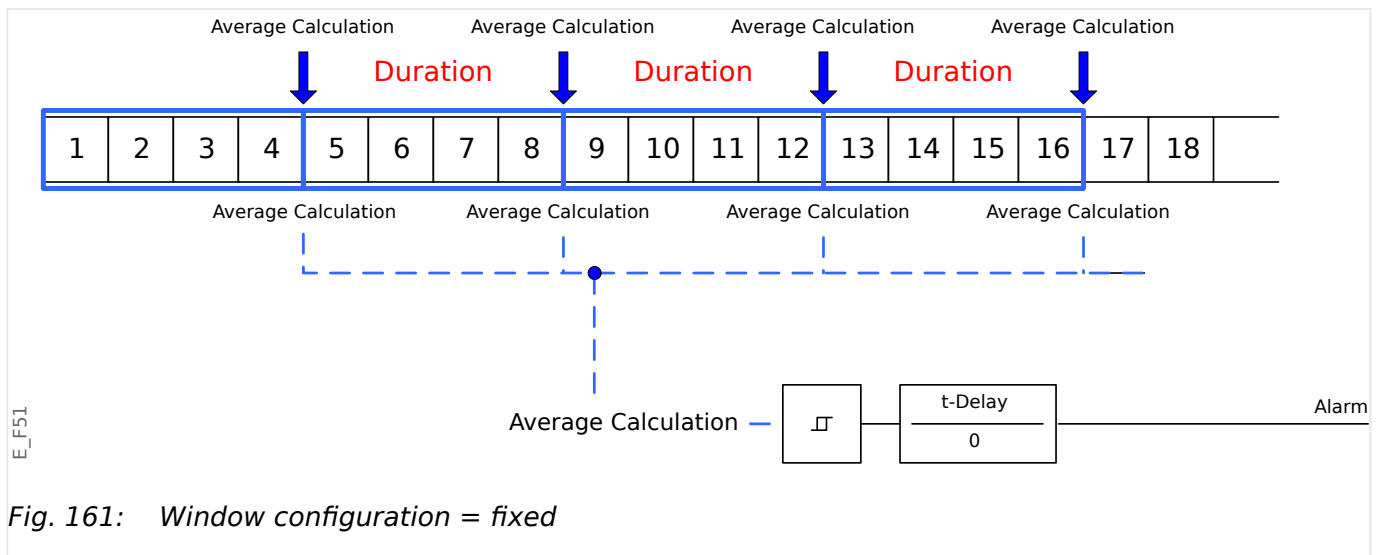 Average Calculation Average Calculation Average Calculation Average Calculation
Duration Duration Duration
1 2 3 4 5 6 7 8 9 10 11 12 13 14 15 16 17 18
Average Calculation Average Calculation Average Calculation Average Calculation
t-Delay
Alarm
Average Calculation
0
E_F51
Fig. 161: Window configuration = fixed